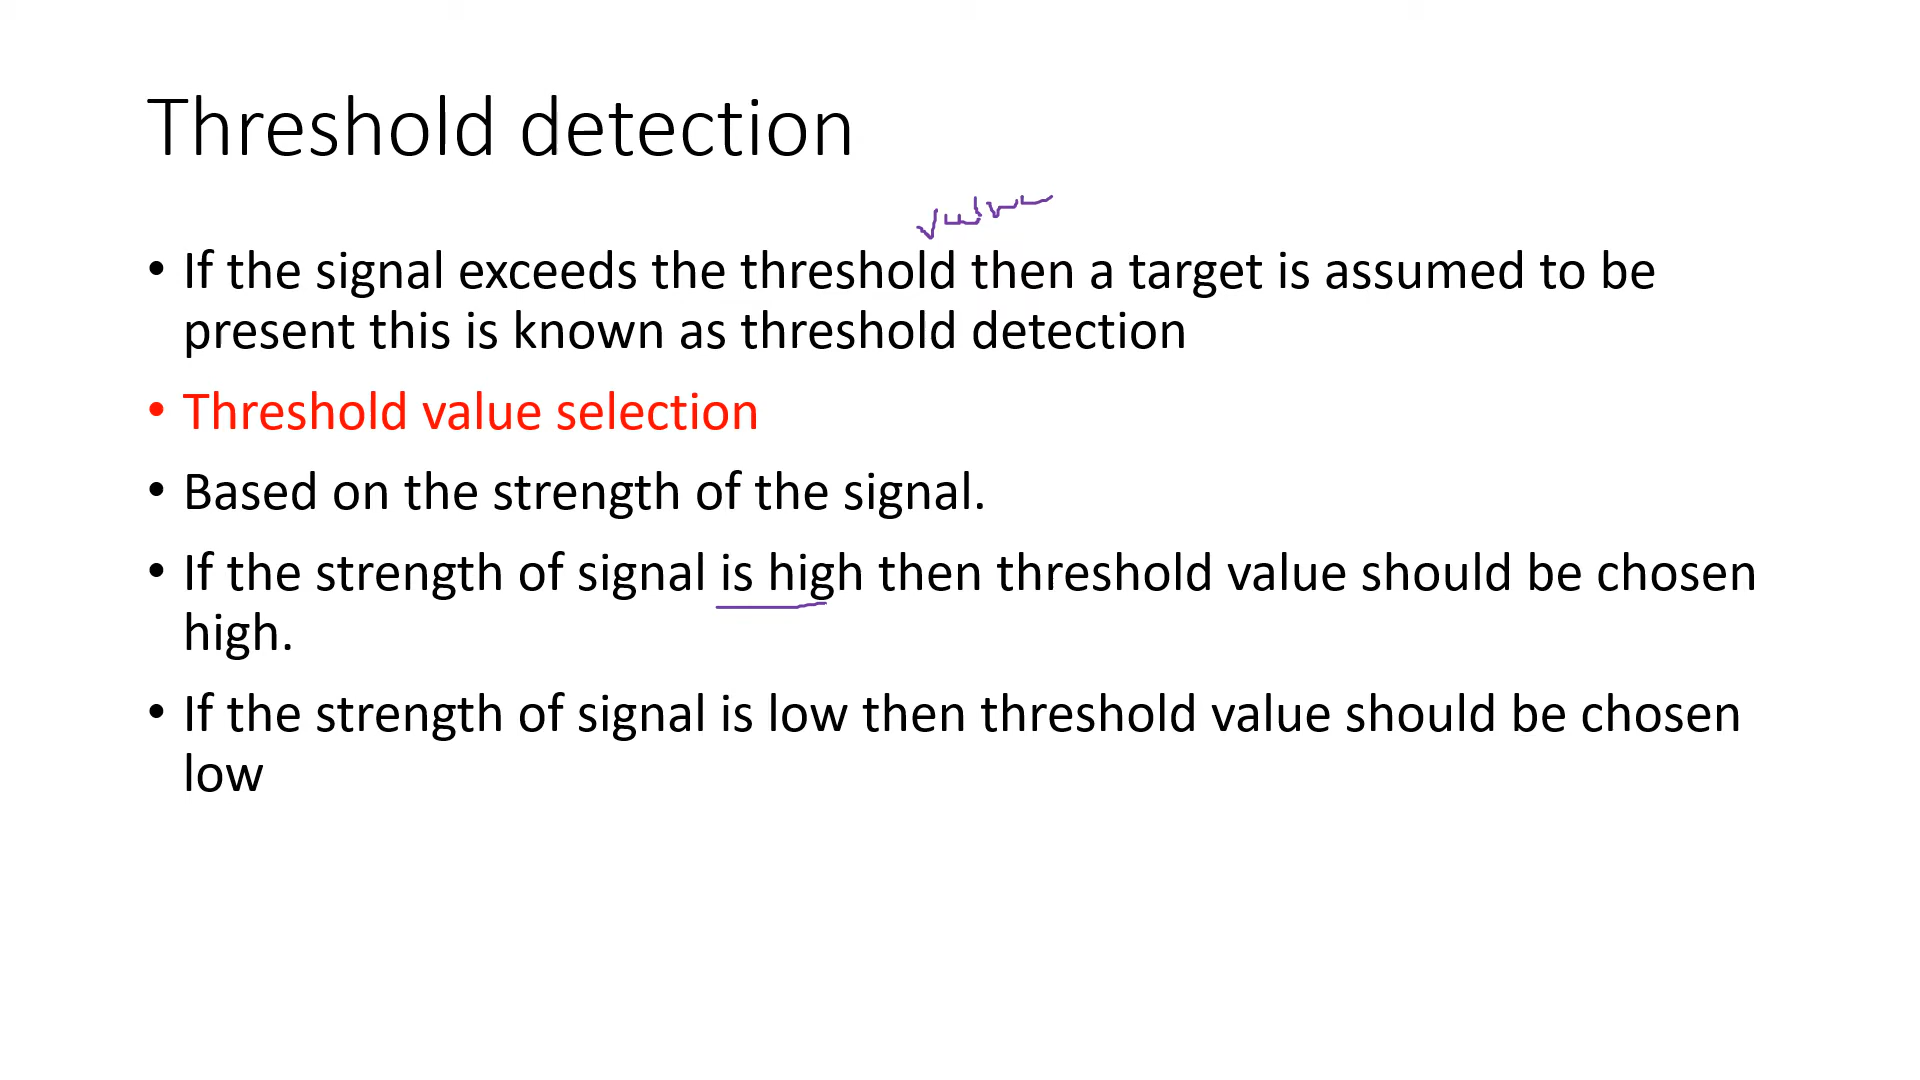 Threshold detection
value
• If the signal exceeds the threshold then a target is assumed to be
present this is known as threshold detection
• Threshold value selection
• Based on the strength of the signal.
• If the strength of signal is high then threshold value should be chosen
high.
• If the strength of signal is low then threshold value should be chosen
low